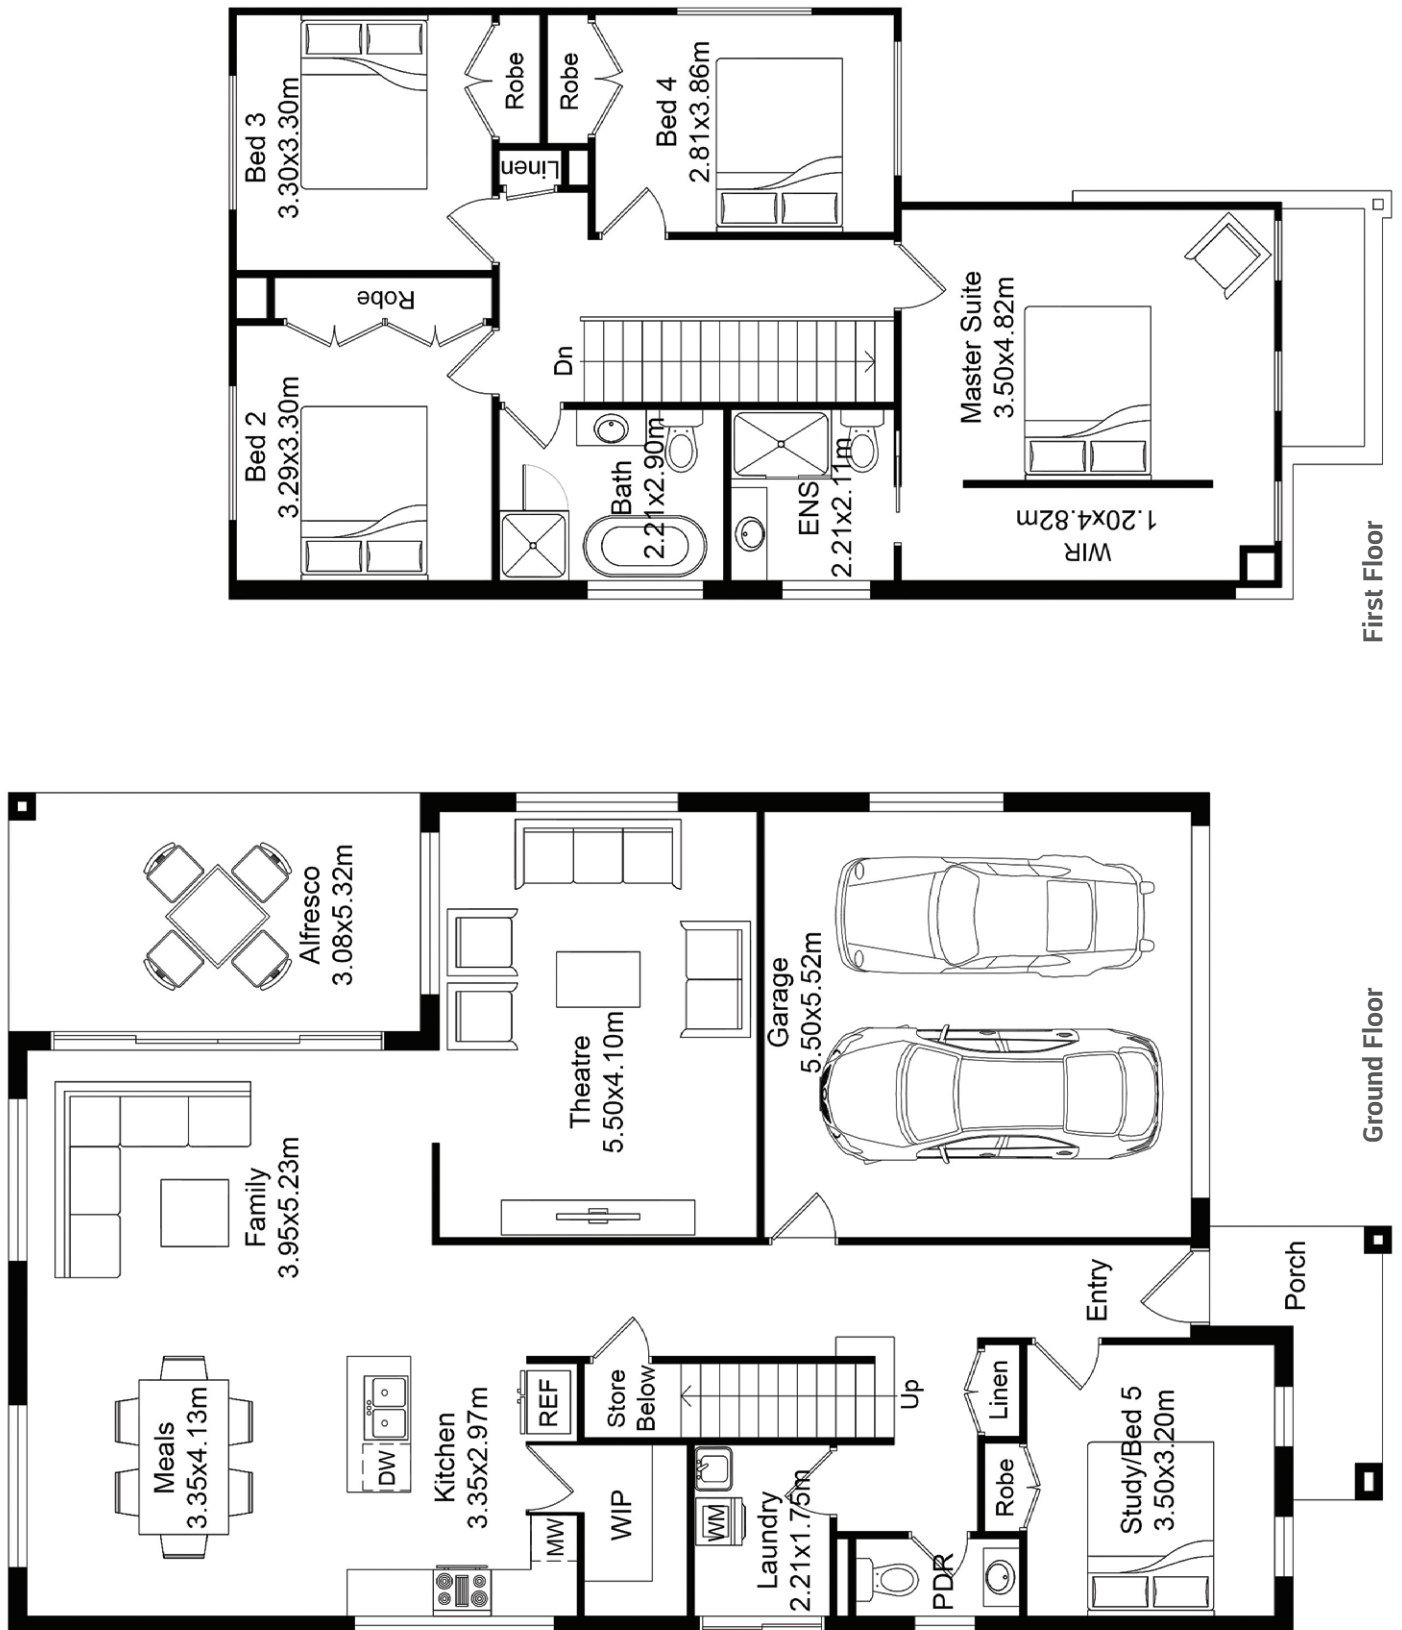 Bed 3
3.30x3.30m
Robe
Robe
Linen
Bed 4
2.81x3.86m
Robe
Bed 2
3.29x3.30m
Dn
Bath
2.21x2.90m
ENS
2.21x2.11m
Master Suite
3.50x4.82m
WIR
1.20x4.82m
First Floor
Alfresco
3.08x5.32m
Theatre
5.50x4.10m
Garage
5.50x5.52m
Family
3.95x5.23m
Meals
3.35x4.13m
Kitchen
3.35x2.97m
DW
REF
MW
WIP
Store
Below
Up
WM
Laundry
2.21x1.75m
PDR
Linen
Robe
Entry
Porch
Study/Bed 5
3.50x3.20m
Ground Floor